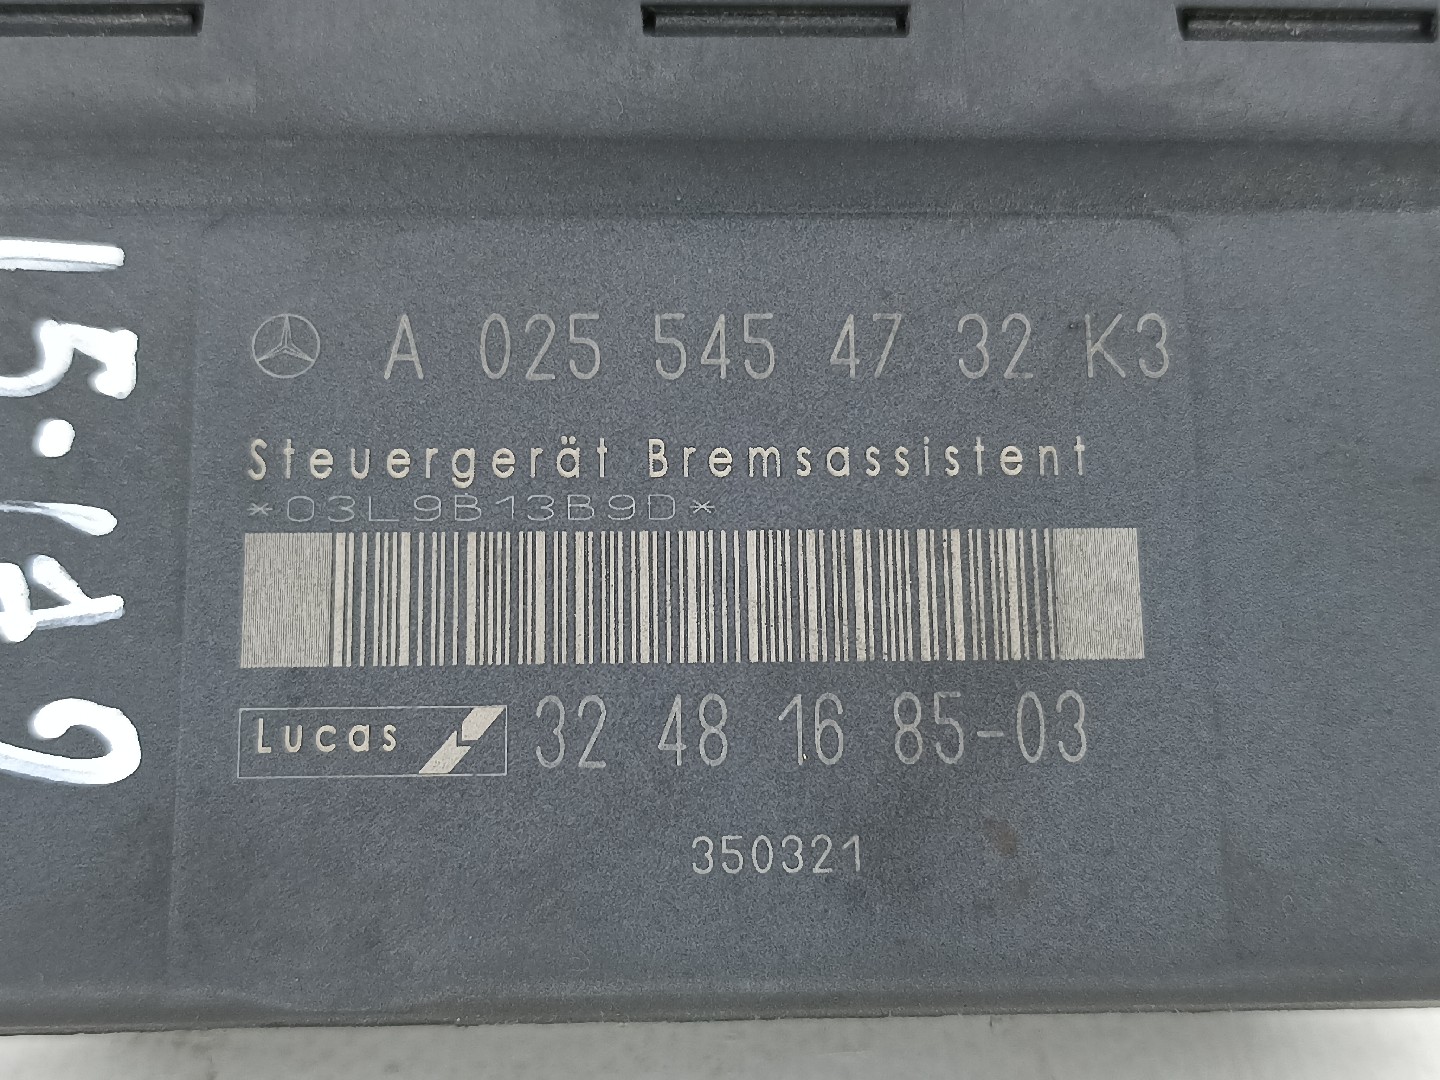 A 025 545 47 32 K3
Steuergerät Bremsassistent
*03L9B13B9D*
Lucas 32 48 16 85-03
350321